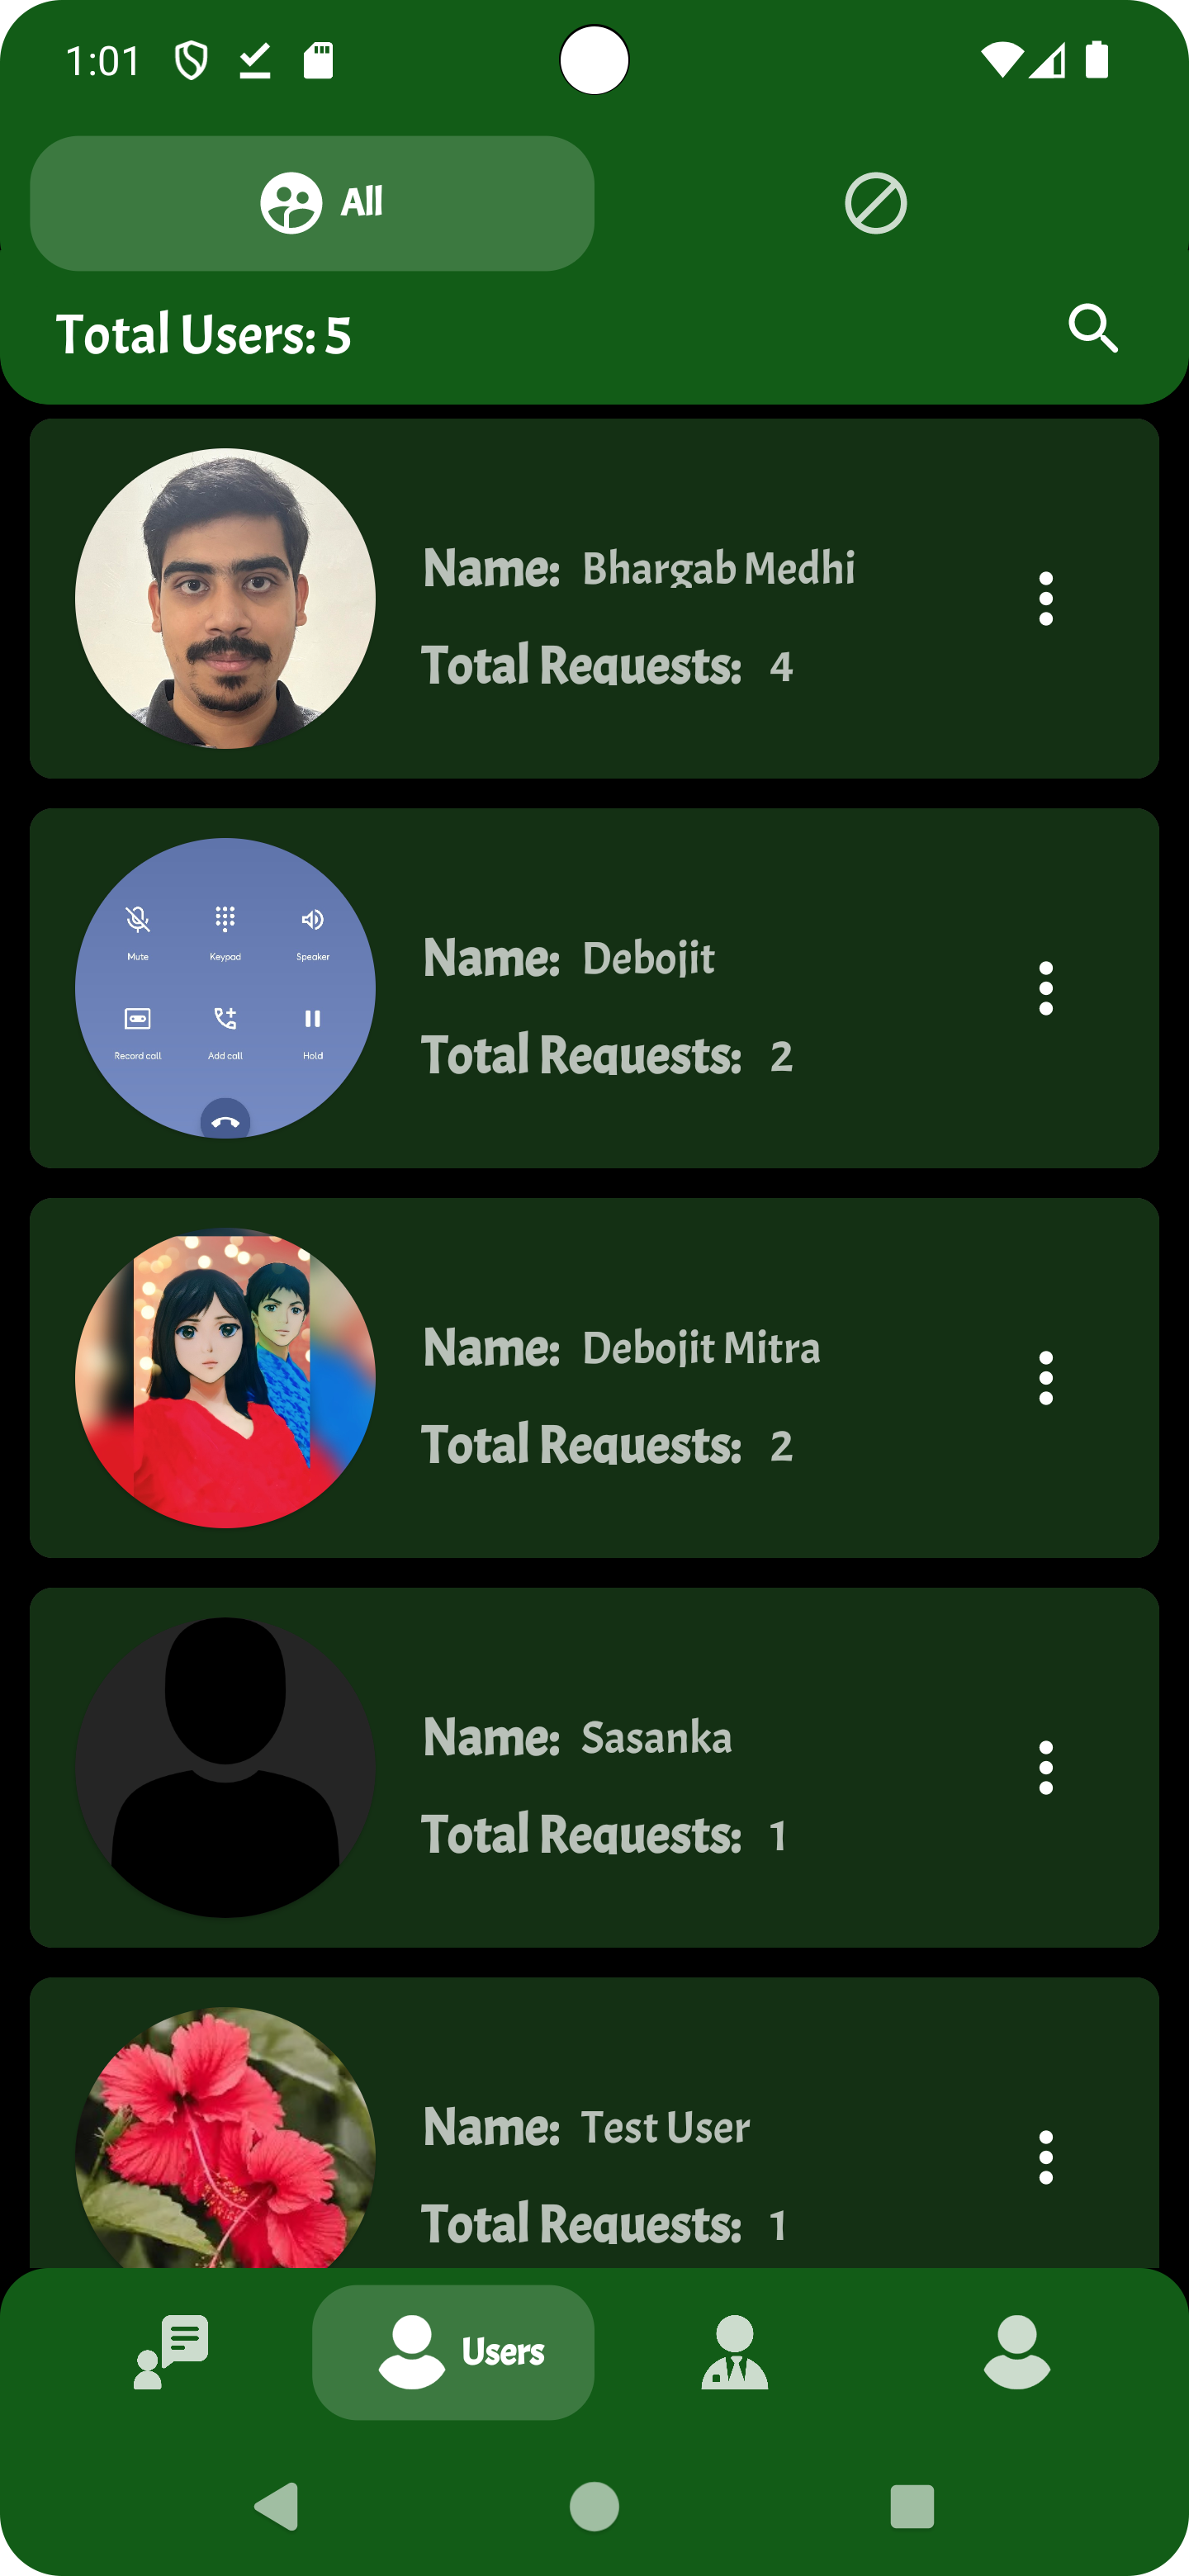 1:01
All
Total Users: 5
Name: Bhargab Medhi
Total Requests: 4
Mute Keypad Speaker
Record call Add call Hold
Name: Debojit
Total Requests: 2
Name: Debojit Mitra
Total Requests: 2
Name: Sasanka
Total Requests: 1
Name: Test User
Total Requests: 1
Users